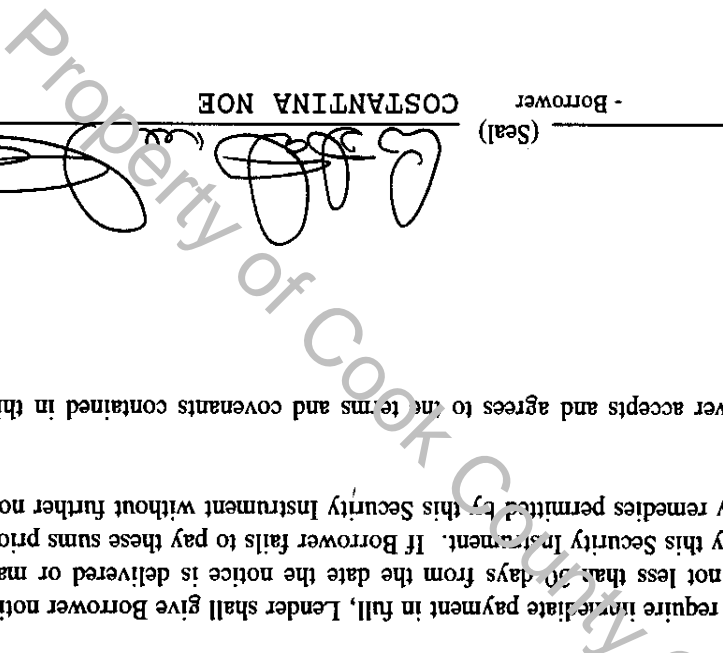 require immediate payment in full, Lender shall give Borrower noti
not less than 30 days from the date the notice is delivered or ma
y this Security Instrument. If Borrower fails to pay these sums prio
y remedies permitted by this Security Instrument without further no
ver accepts and agrees to the terms and covenants contained in thi
(Seal)
COSTANTINA NOE - Borrower
Property of Cook County